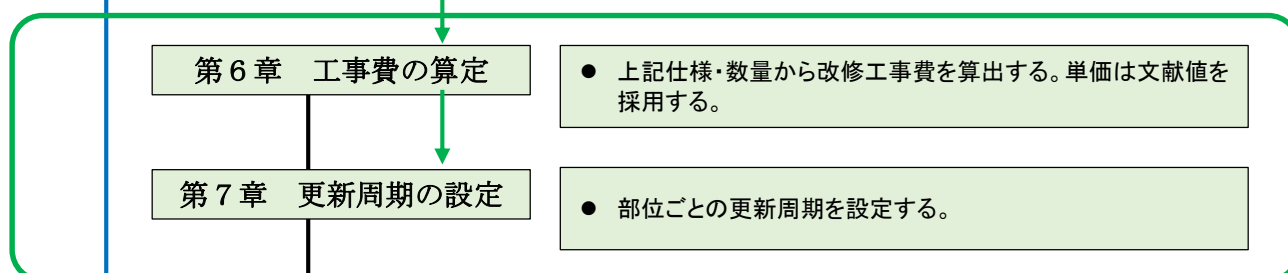 第６章　工事費の算定
● 上記仕様・数量から改修工事費を算出する。単価は文献値を
採用する。
第７章　更新周期の設定
● 部位ごとの更新周期を設定する。